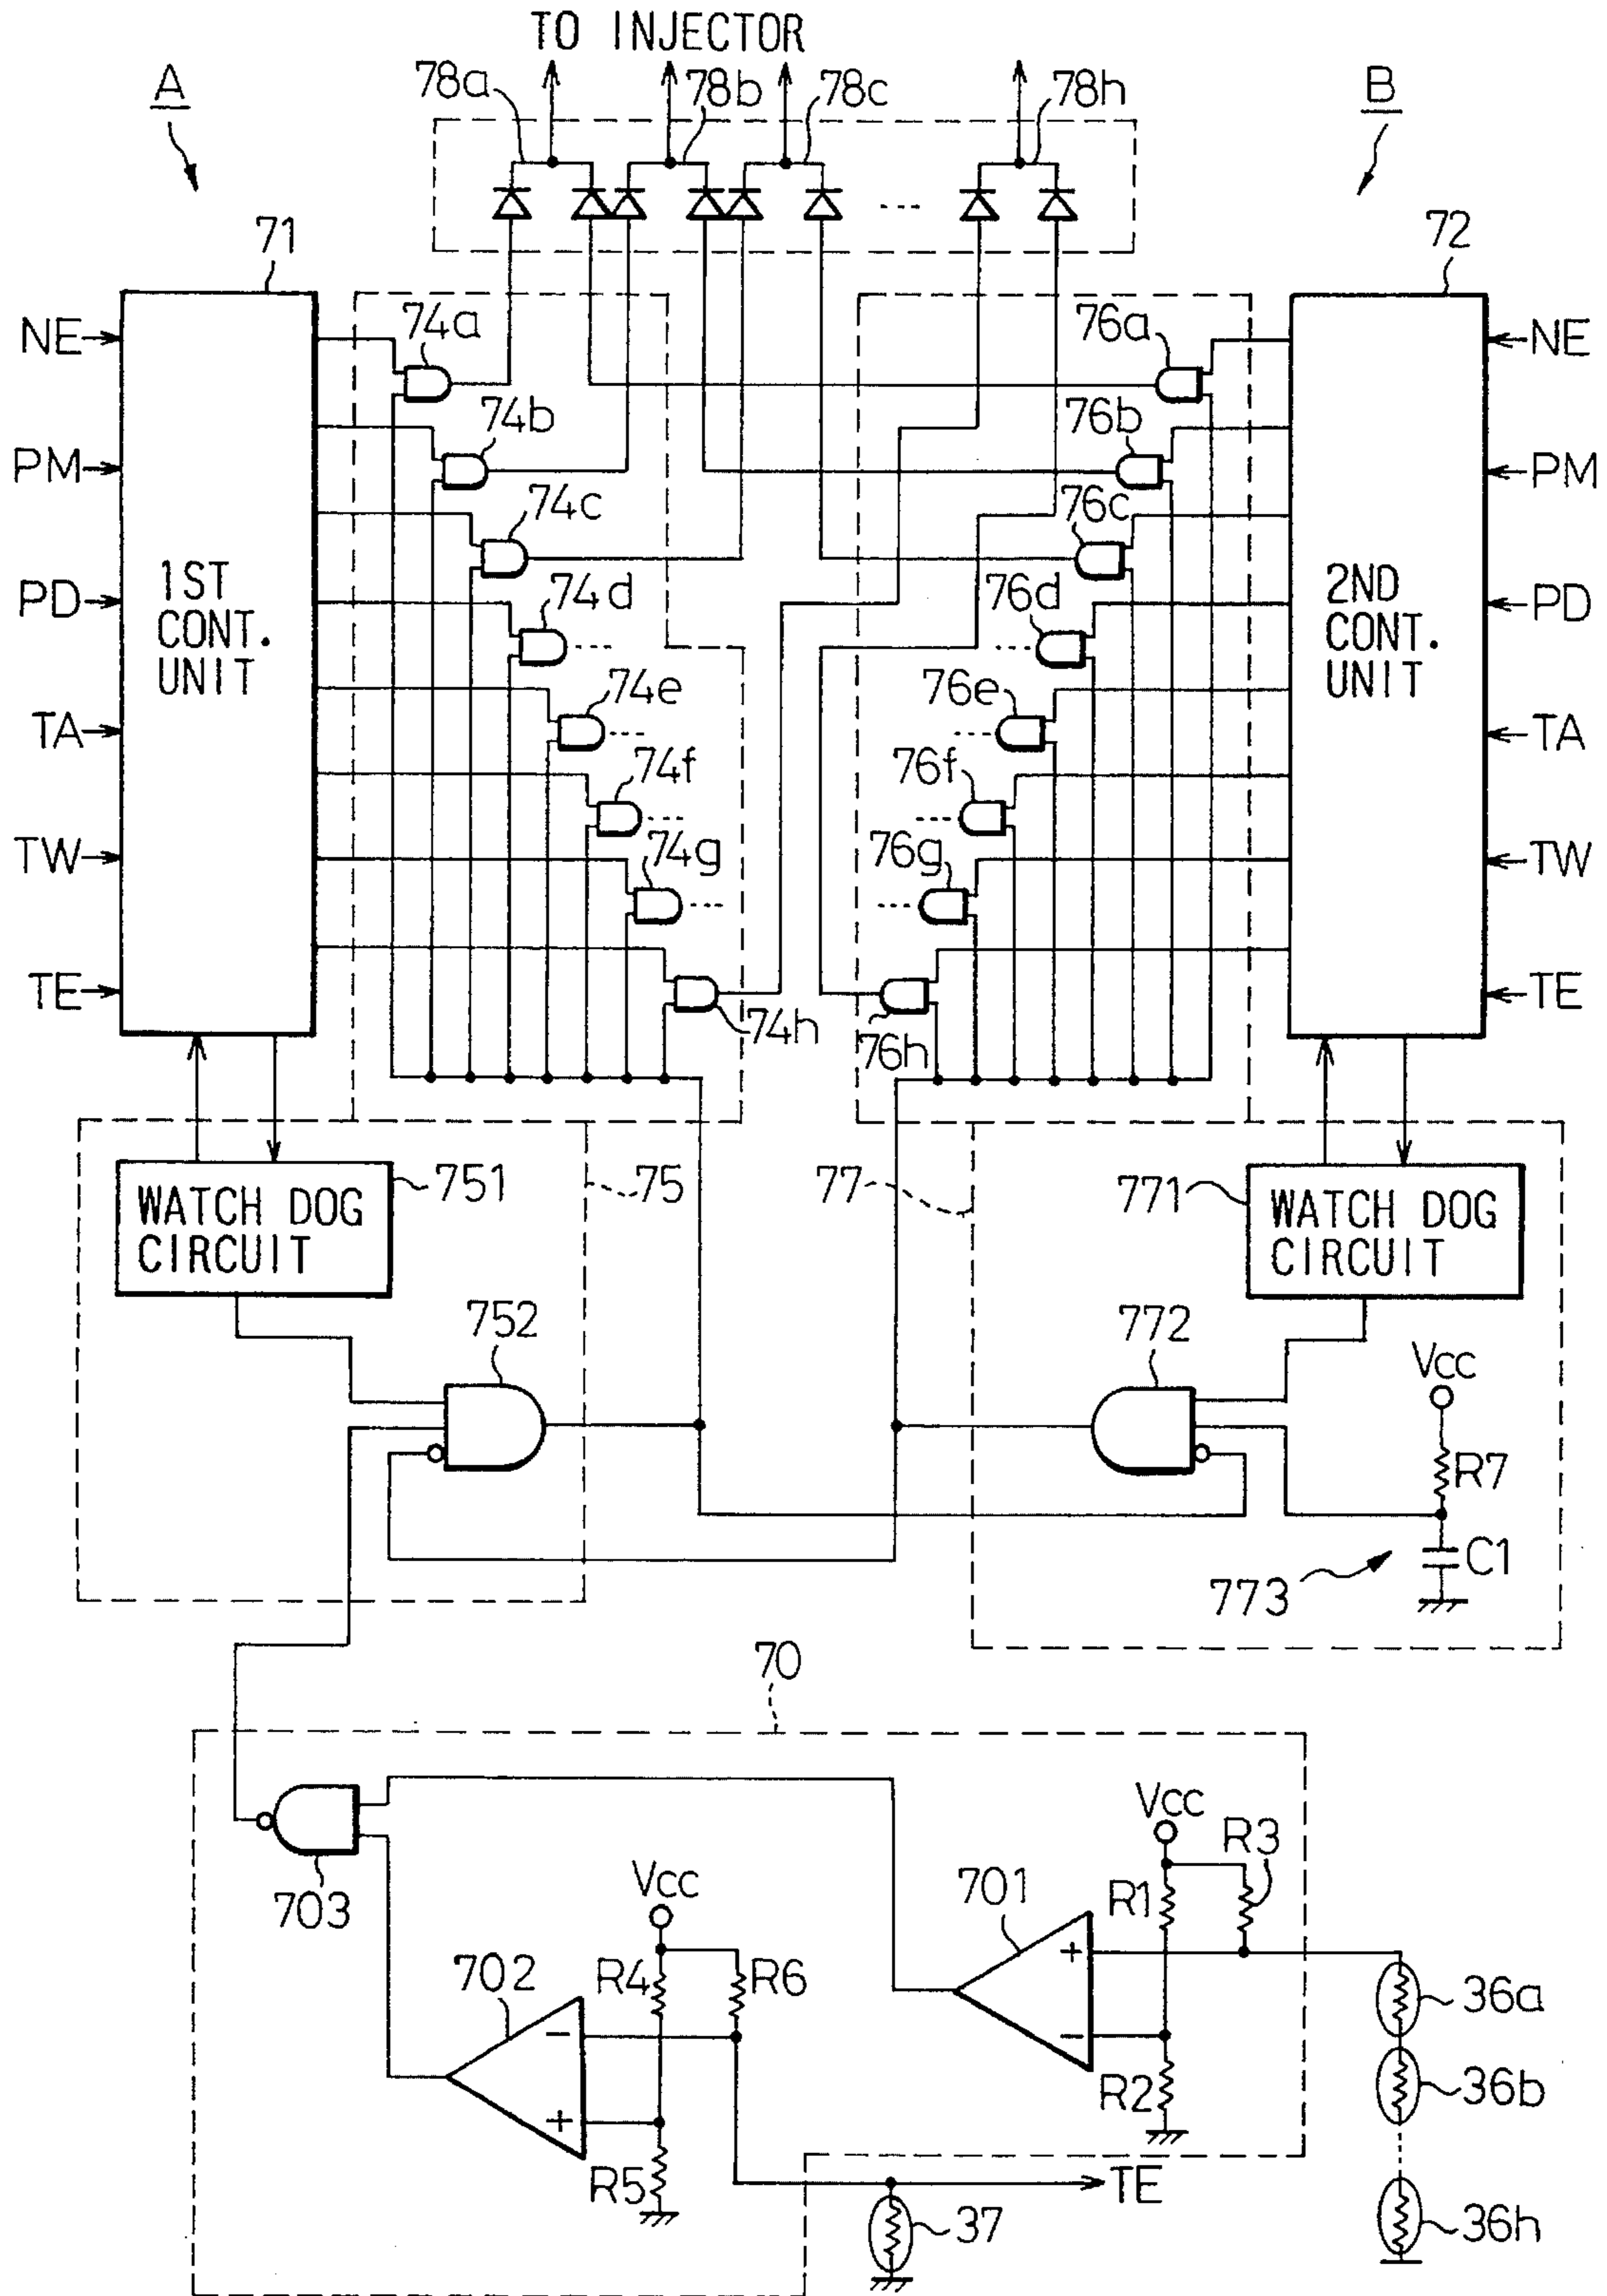 TO INJECTOR
A
78a
78b
78c
78h
B
71
72
NE
74a
76a
NE
74b
76b
PM
PM
74c
76c
1ST
CONT.
UNIT
2ND
CONT.
UNIT
PD
74d
76d
PD
74e
76e
TA
TA
74f
76f
74g
76g
TW
TW
TE
74h
76h
TE
WATCH DOG
CIRCUIT
751
75
77
771
WATCH DOG
CIRCUIT
752
772
Vcc
R7
C1
773
70
Vcc
R3
703
Vcc
701
R1
702
R4
R6
+
-
36a
-
+
R2
36b
R5
TE
37
36h